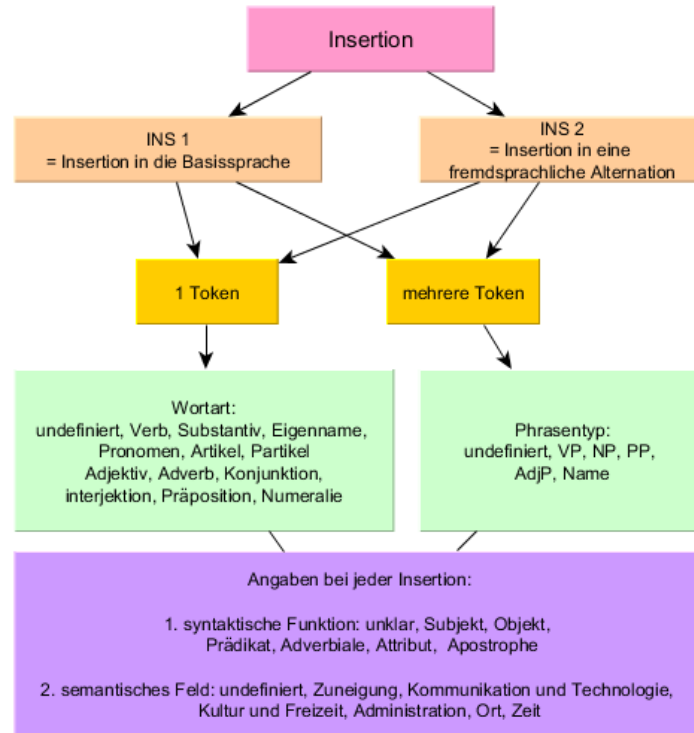 Insertion
INS 1
= Insertion in die Basissprache
INS 2
= Insertion in eine
fremdsprachliche Alternation
1 Token
mehrere Token
Wortart:
undefiniert, Verb, Substantiv, Eigenname,
Pronomen, Artikel, Partikel
Adjektiv, Adverb, Konjunktion,
interjektion, Präposition, Numeralie
Phrasentyp:
undefiniert, VP, NP, PP,
AdjP, Name
Angaben bei jeder Insertion:
1. syntaktische Funktion: unklar, Subjekt, Objekt,
Prädikat, Adverbiale, Attribut, Apostrophe
2. semantisches Feld: undefiniert, Zuneigung, Kommunikation und Technologie,
Kultur und Freizeit, Administration, Ort, Zeit